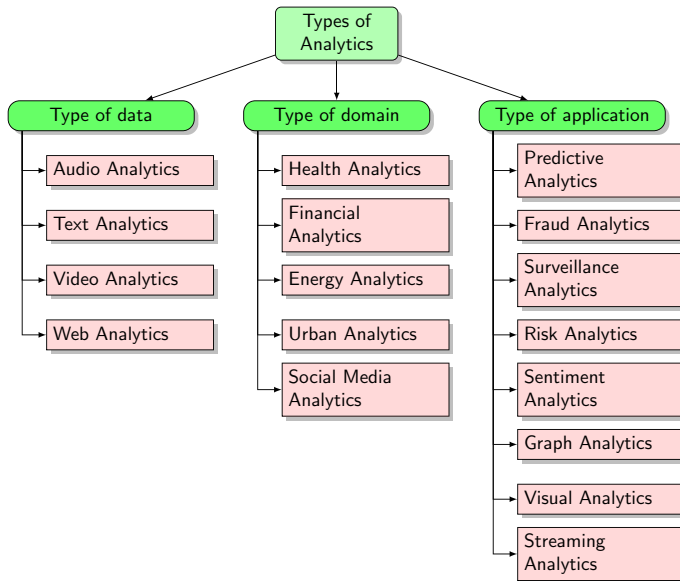 Types of
Analytics
Type of data
Audio Analytics
Text Analytics
Video Analytics
Web Analytics
Type of domain
Health Analytics
Financial
Analytics
Energy Analytics
Urban Analytics
Social Media
Analytics
Type of application
Predictive
Analytics
Fraud Analytics
Surveillance
Analytics
Risk Analytics
Sentiment
Analytics
Graph Analytics
Visual Analytics
Streaming
Analytics